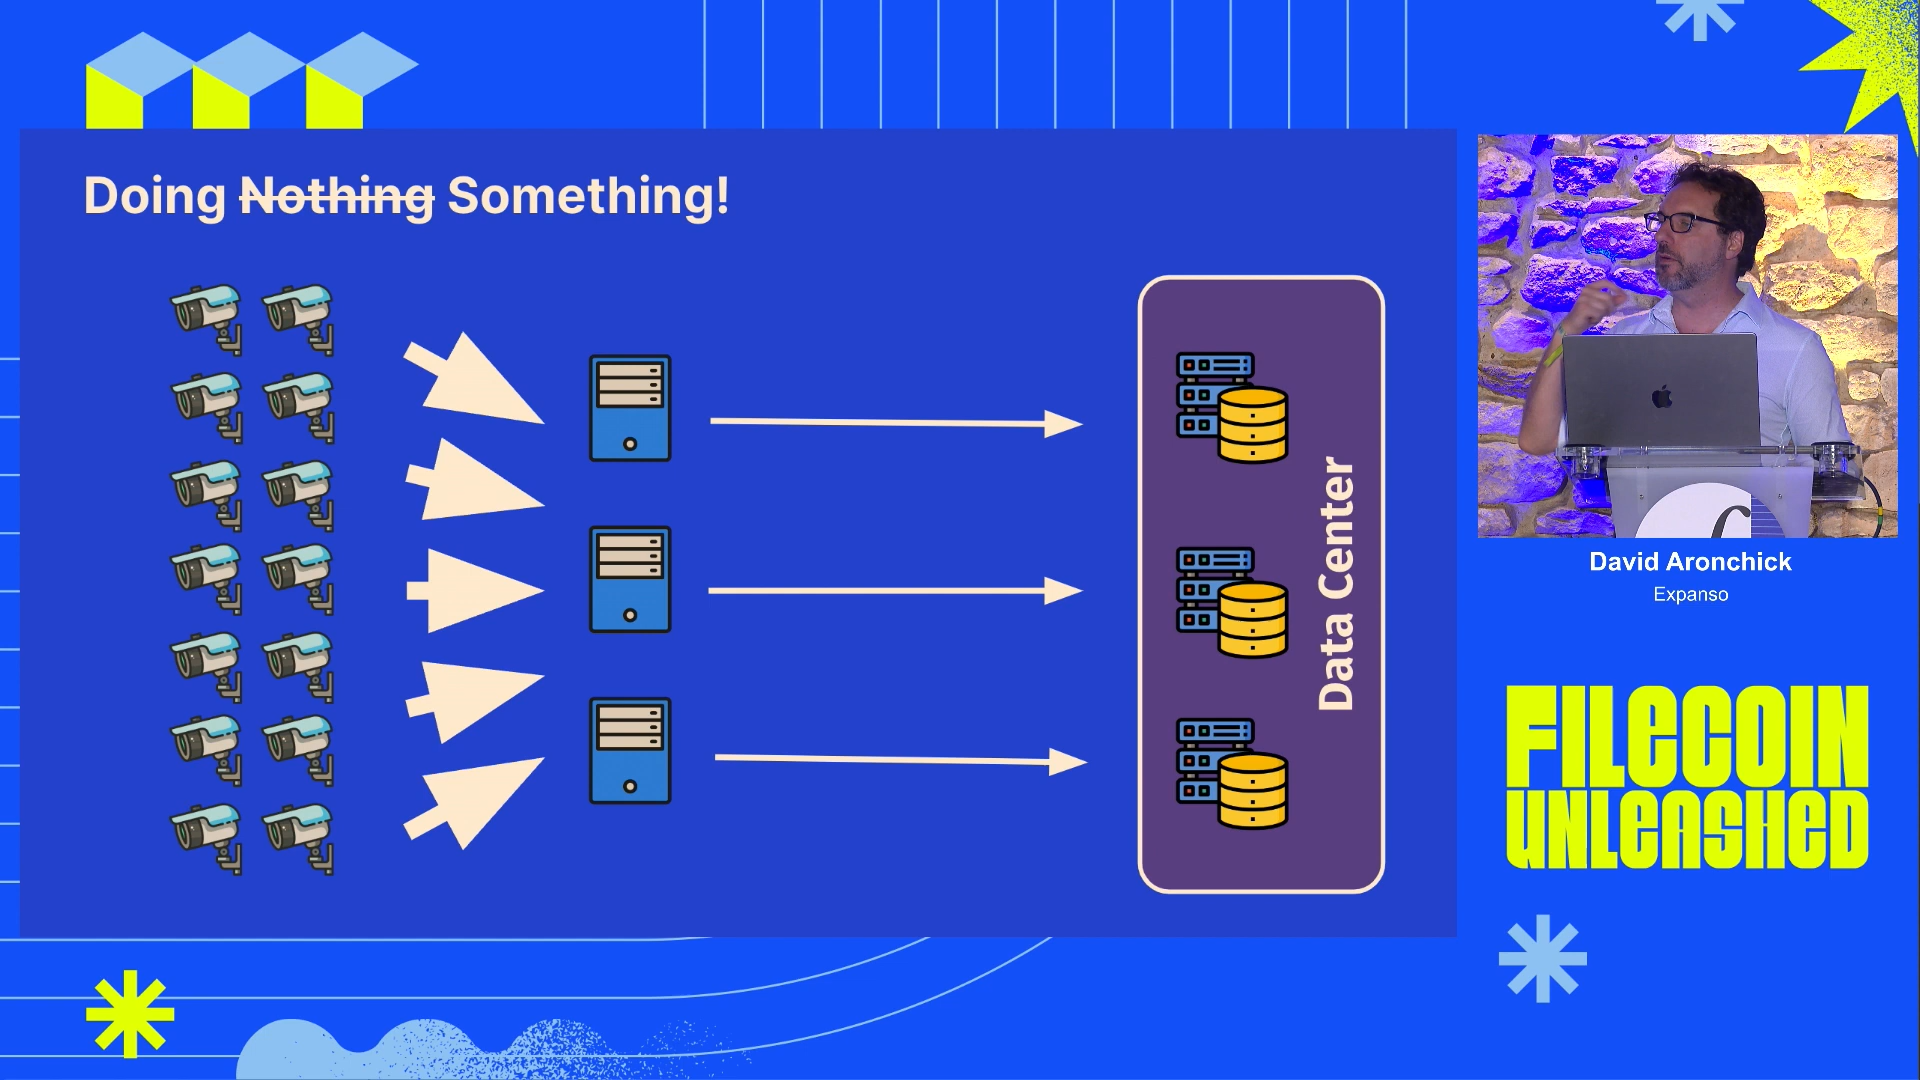 Doing Nothing Something!
Data Center
David Aronchick
Expanso
FILECOIN
UNLEASHED